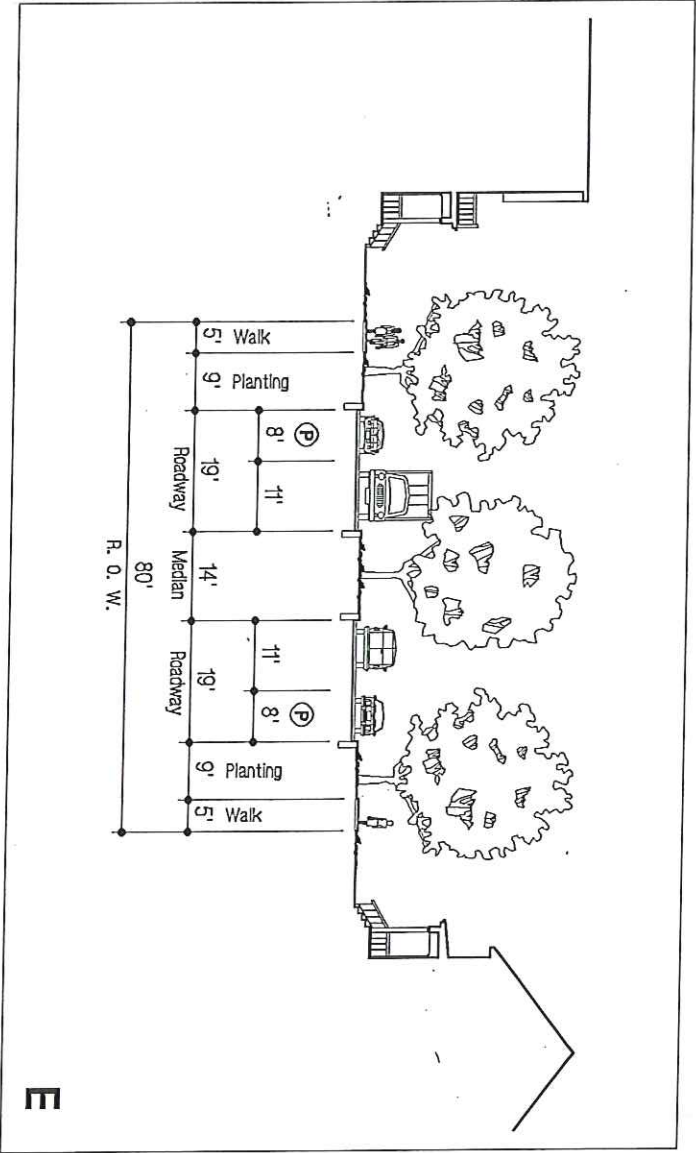 8' Ⓟ
11'
11'
8' Ⓟ
5' Walk
9' Planting
19'
Roadway
14'
Median
19'
Roadway
9' Planting
5' Walk
80'
R. O. W.
E